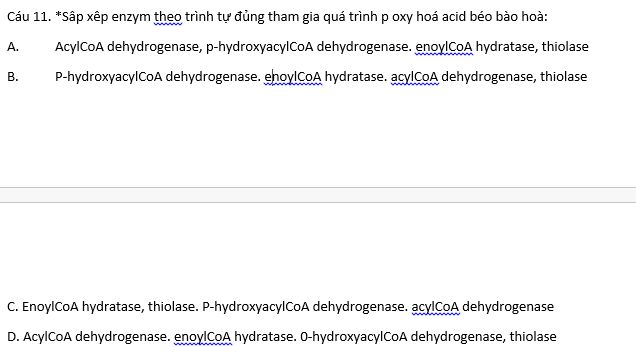 Cáu 11. *Sâp xêp enzym theo trình tự đủng tham gia quá trình p oxy hoá acid béo bào hoà:
A. AcylCoA dehydrogenase, p-hydroxyacylCoA dehydrogenase. enoylCoA hydratase, thiolase
B. P-hydroxyacylCoA dehydrogenase. enoylCoA hydratase. acylCoA dehydrogenase, thiolase
C. EnoylCoA hydratase, thiolase. P-hydroxyacylCoA dehydrogenase. acylCoA dehydrogenase
D. AcylCoA dehydrogenase. enoylCoA hydratase. 0-hydroxyacylCoA dehydrogenase, thiolase